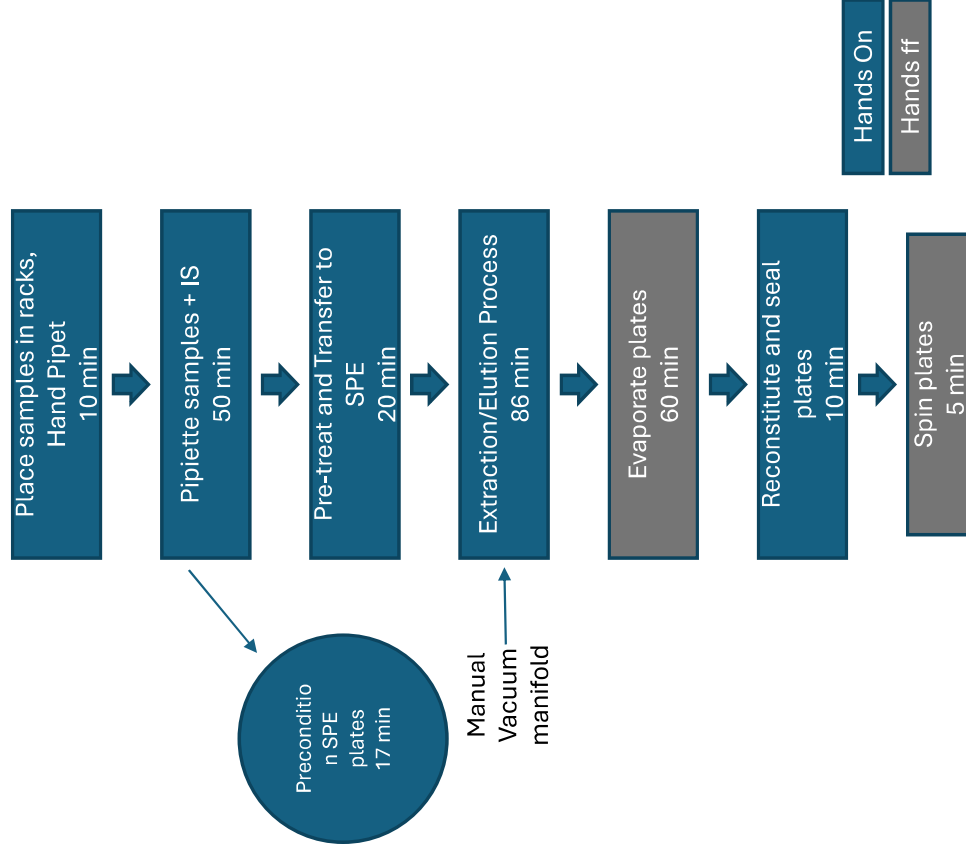 Place samples in racks,
Hand Pipet
10 min
Pipiette samples + IS
50 min
Pre-treat and Transfer to
SPE
20 min
Extraction/Elution Process
86 min
Evaporate plates
60 min
Reconstitute and seal
plates
10 min
Spin plates
5 min
Preconditio
n SPE
plates
17 min
Manual
Vacuum
manifold
Hands On
Hands ff